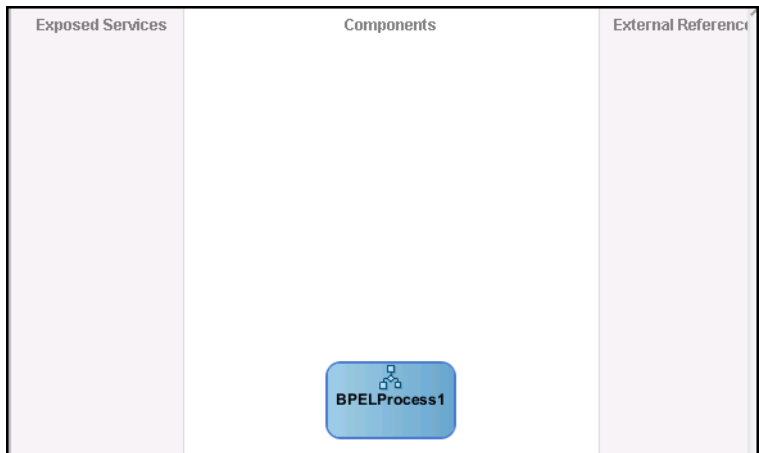 Exposed Services
Components
External Referenc
BPELProcess1